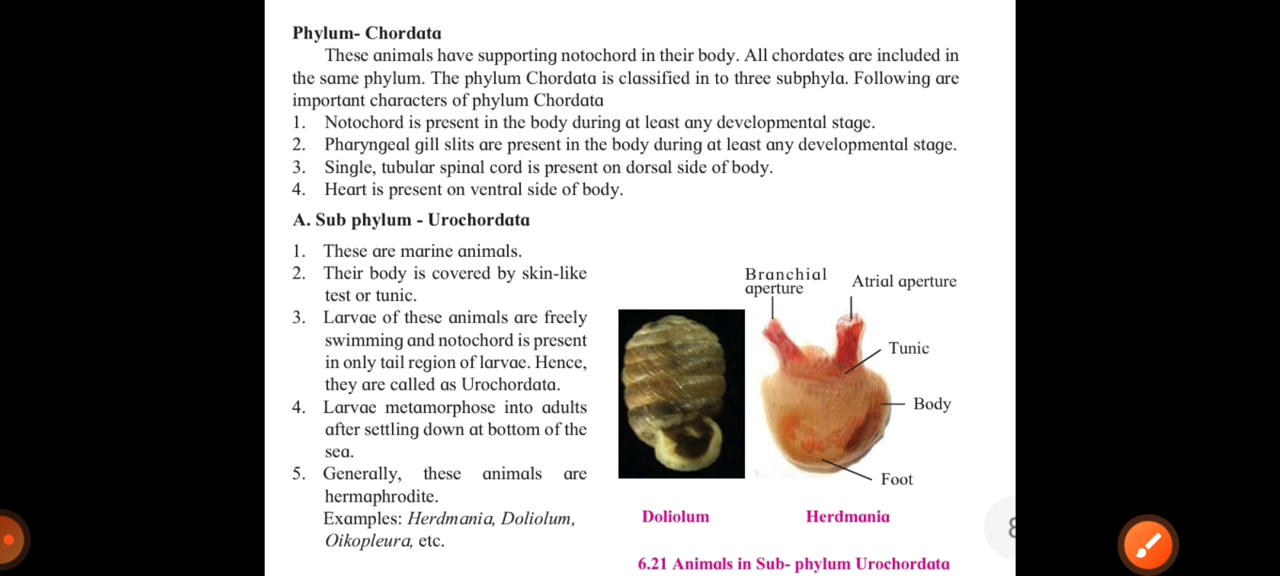 Phylum- Chordata
These animals have supporting notochord in their body. All chordates are included in
the same phylum. The phylum Chordata is classified in to three subphyla. Following are
important characters of phylum Chordata
1. Notochord is present in the body during at least any developmental stage.
2. Pharyngeal gill slits are present in the body during at least any developmental stage.
3. Single, tubular spinal cord is present on dorsal side of body.
4. Heart is present on ventral side of body.
A. Sub phylum - Urochordata
1. These are marine animals.
2. Their body is covered by skin-like
test or tunic.
3. Larvae of these animals are freely
swimming and notochord is present
in only tail region of larvae. Hence,
they are called as Urochordata.
4. Larvae metamorphose into adults
after settling down at bottom of the
sea.
5. Generally, these animals are
hermaphrodite.
Examples: Herdmania, Doliolum,
Oikopleura, etc.
Branchial
aperture
Atrial aperture
Tunic
Body
Foot
Doliolum
Herdmania
6.21 Animals in Sub- phylum Urochordata